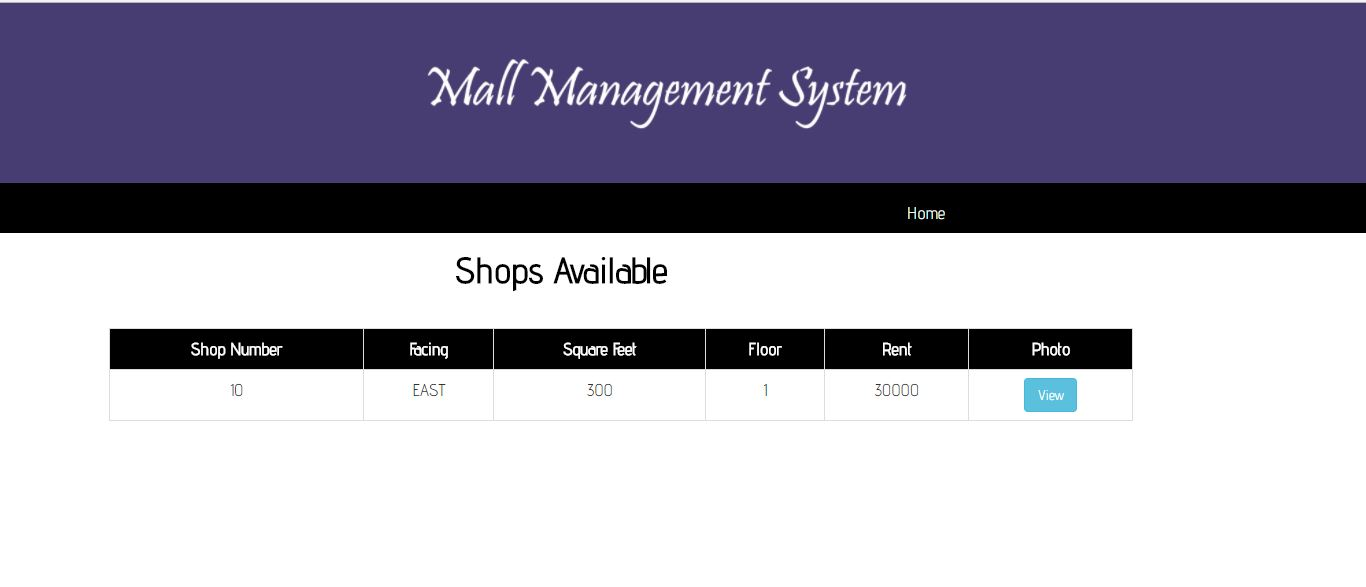 Mall Management System
Home
Shops Available
Shop Number Facing Square Feet Floor Rent Photo
10 EAST 300 1 30000 View